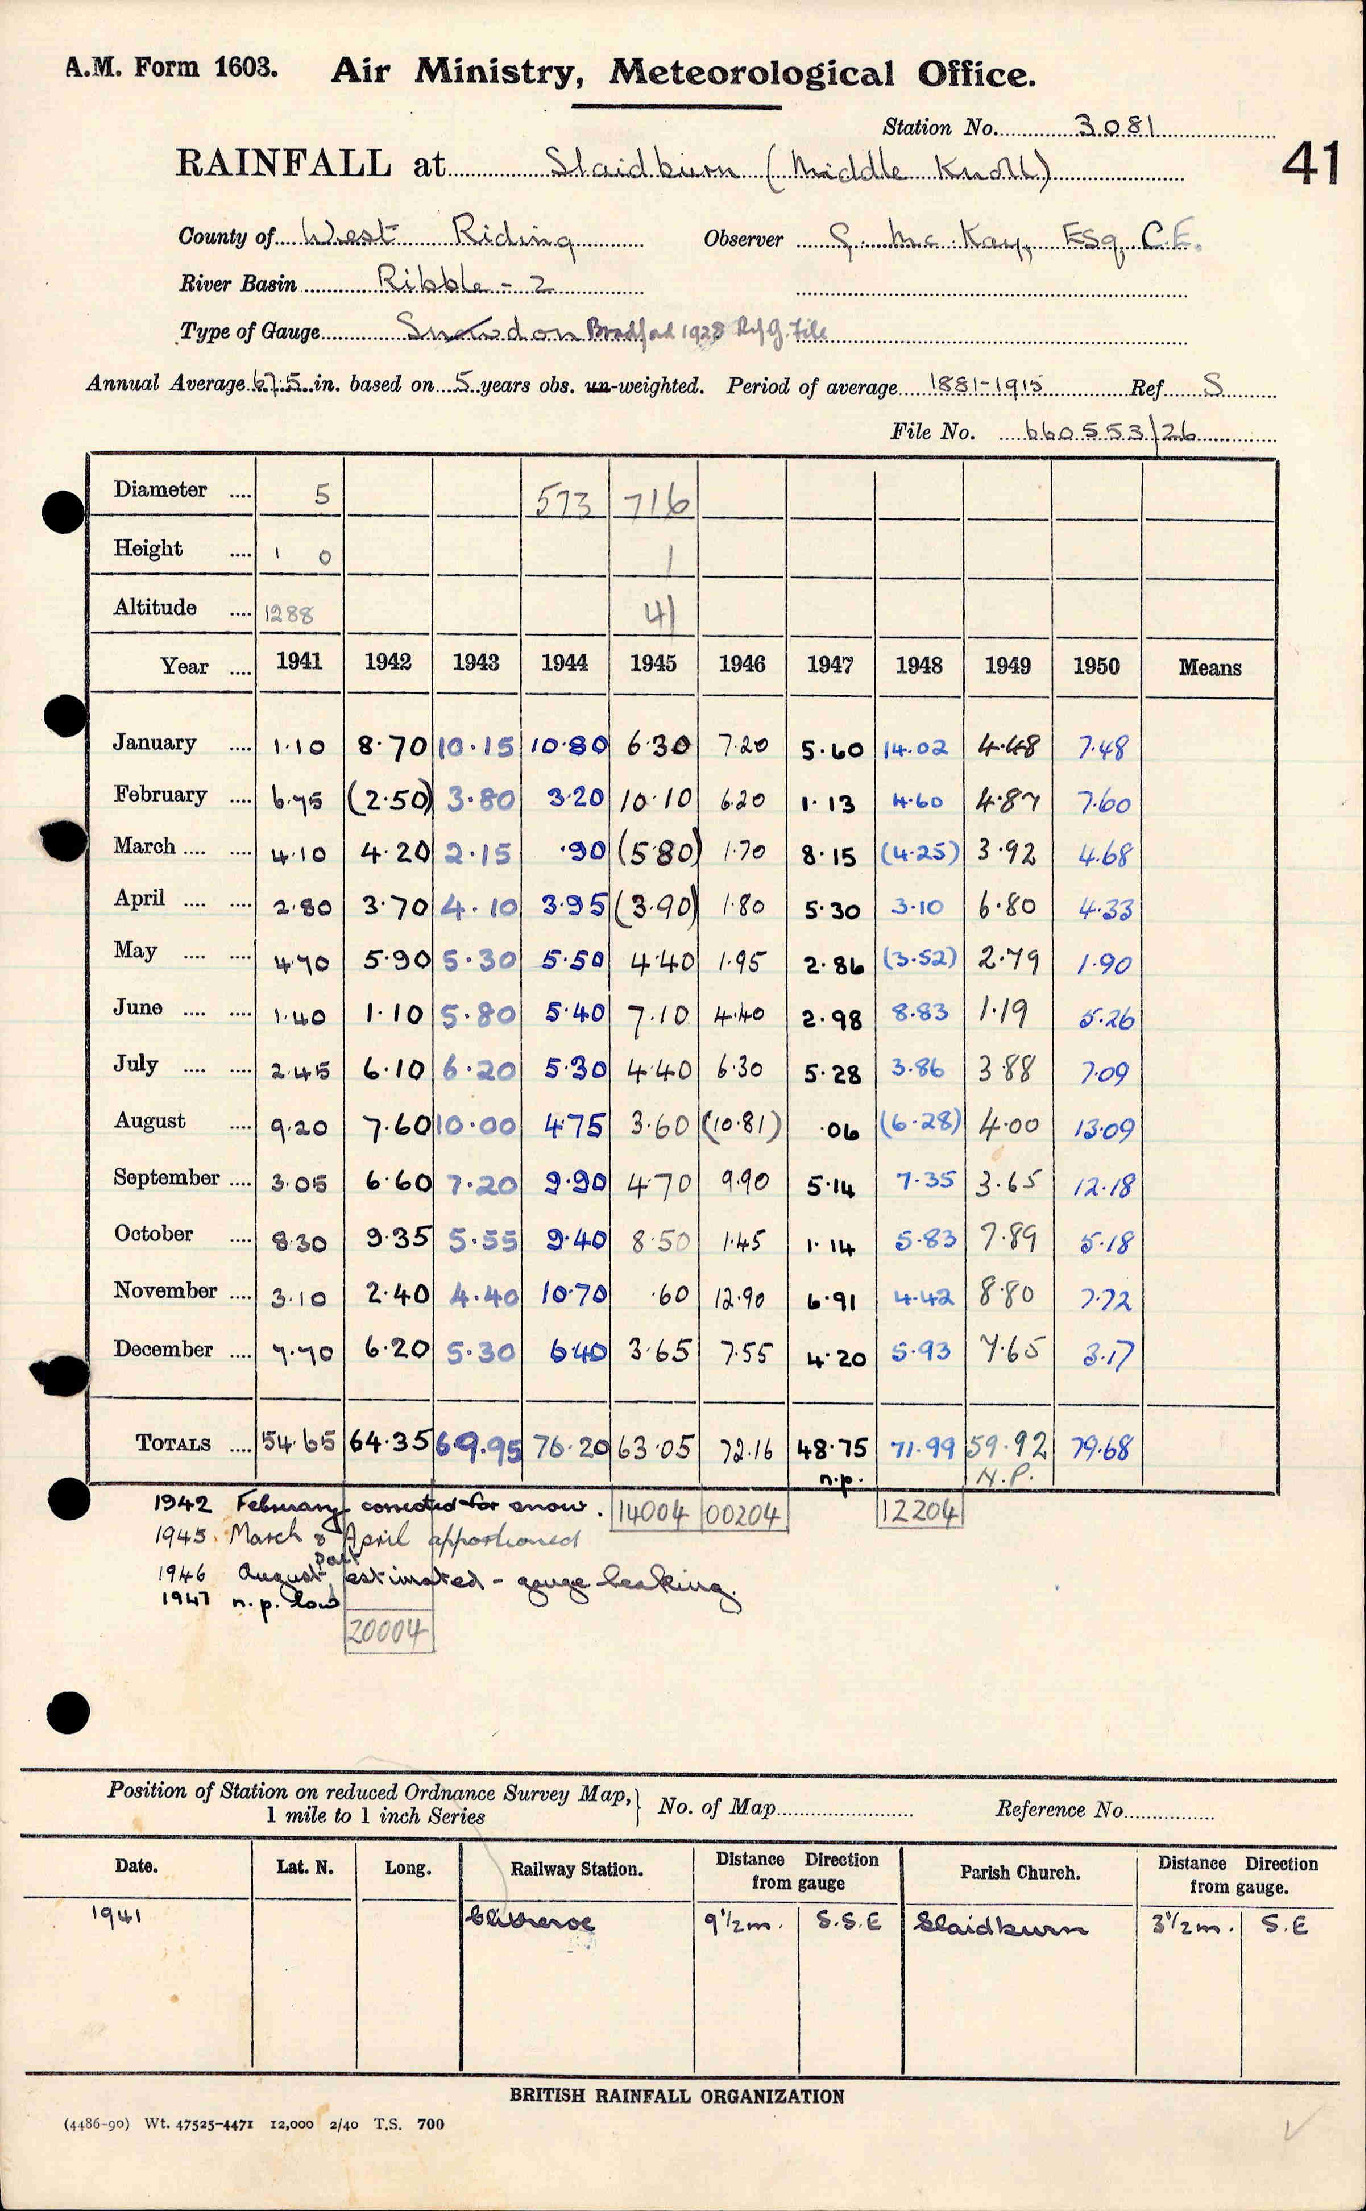 A.M. Form 1603. Air Ministry, Meteorological Office.
Station No. 3081
41
RAINFALL at Slaidburn (Middle Knoll)
County of West Riding Observer G. Mc. Kay, Esq, C.E.
River Basin Ribble - 2
Type of Gauge Snowdon Bradford 1928 File
Annual Average 67.5 in. based on 5 years obs. un-weighted. Period of average 1881-1915 Ref S
File No. 660553/26
Diameter .... 5 573 716
Height .... 1 0 1
Altitude .... 1288 41
Year .... 1941 1942 1943 1944 1945 1946 1947 1948 1949 1950 Means
January .... 1.10 8.70 10.15 10.80 6.30 7.20 5.60 14.02 4.48 7.48
February .... 6.75 (2.50) 3.80 3.20 10.10 6.20 1.13 4.60 4.87 7.60
March .... .... 4.10 4.20 2.15 .90 (5.80) 1.70 8.15 (4.25) 3.92 4.68
April .... .... 2.80 3.70 4.10 3.95 (3.90) 1.80 5.30 3.10 6.80 4.33
May .... .... 4.70 5.90 5.30 5.50 4.40 1.95 2.86 (3.52) 2.79 1.90
June .... .... 1.40 1.10 5.80 5.40 7.10 4.40 2.98 8.83 1.19 5.26
July .... .... 2.45 6.10 6.20 5.30 4.40 6.30 5.28 3.86 3.88 7.09
August .... 9.20 7.60 10.00 4.75 3.60 (10.81) .06 (6.28) 4.00 13.09
September .... 3.05 6.60 7.20 9.90 4.70 9.90 5.14 7.35 3.65 12.18
October .... 8.30 9.35 5.55 9.40 8.50 1.45 1.14 5.83 7.89 5.18
November .... 3.10 2.40 4.40 10.70 .60 12.90 6.91 4.42 8.80 7.72
December .... 7.70 6.20 5.30 6.40 3.65 7.55 4.20 5.93 7.65 3.17
TOTALS .... 54.65 64.35 69.95 76.20 63.05 72.16 48.75 71.99 59.92 79.68
n.p. N.P.
1942 February corrected for snow. 14004 00204 12204
1945. March & April apportioned
1946 August part estimated - gauge leaking.
1947 n.p. low
20004
Position of Station on reduced Ordnance Survey Map, 1 mile to 1 inch Series } No. of Map Reference No.
Date. Lat. N. Long. Railway Station. Distance Direction from gauge Parish Church. Distance Direction from gauge.
1941 Clitheroe 9 1/2 m. S.S.E Slaidburn 3 1/2 m. S.E
BRITISH RAINFALL ORGANIZATION
(4486-90) Wt. 47525-4471 12,000 2/40 T.S. 700